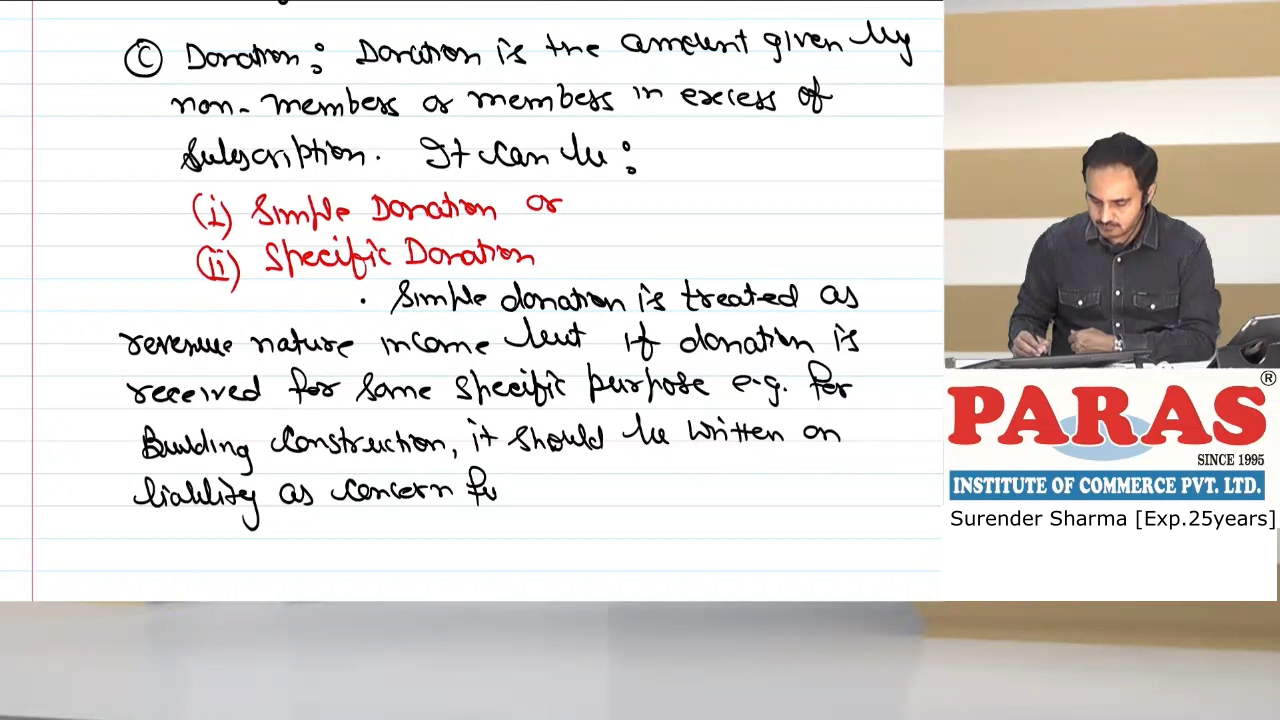 © Donation : Donation is the amount given by
non-members or members in excess of
Subscription. It can be :
(i) Simple Donation or
(ii) Specific Donation
. Simple donation is treated as
revenue nature income but if donation is
received for some specific purpose e.g. for
Building Construction, it should be written on
liability as concern fu
PARAS®
SINCE 1995
INSTITUTE OF COMMERCE PVT. LTD.
Surender Sharma [Exp.25years]